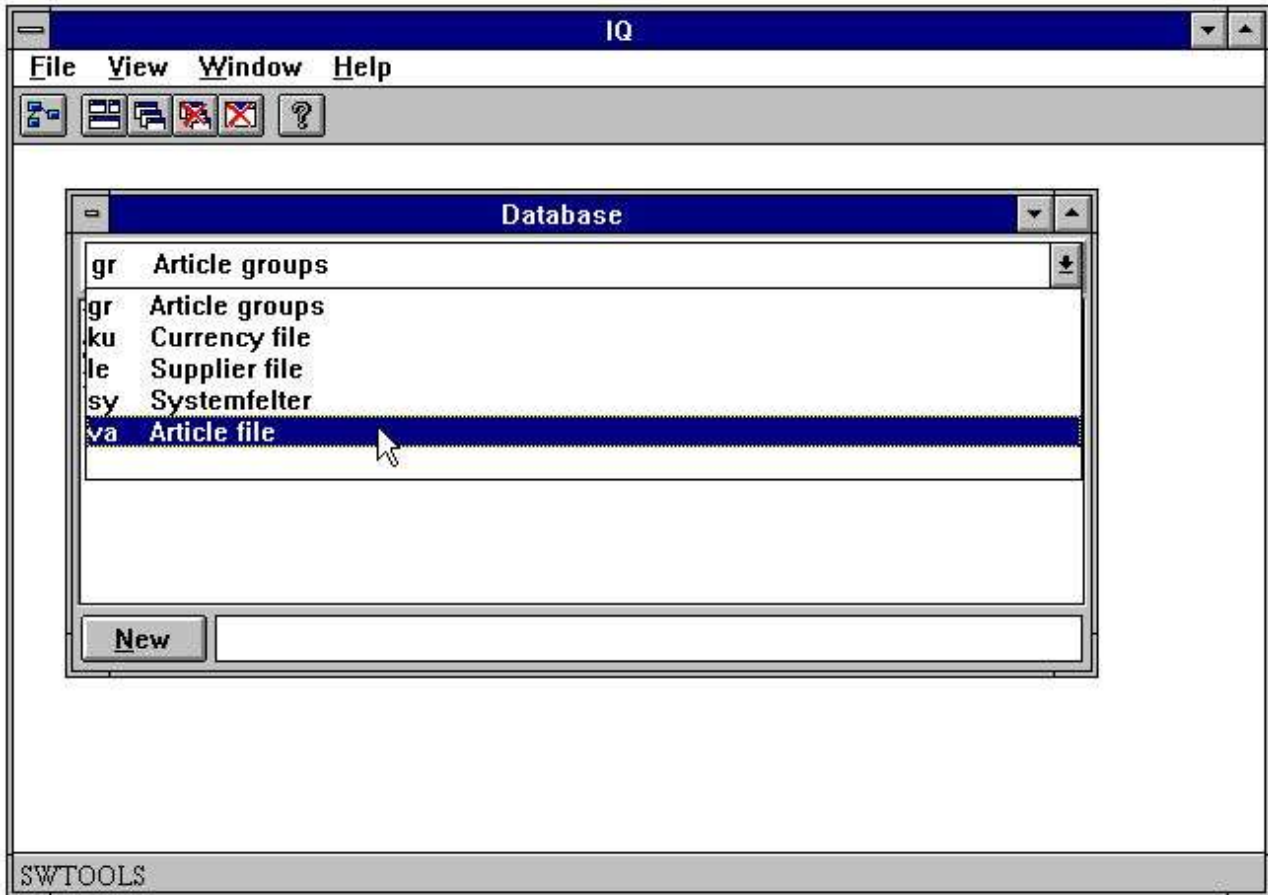 IQ
File View Window Help
?
Database
gr Article groups
gr Article groups
ku Currency file
le Supplier file
sy Systemfelter
va Article file
New
SWTOOLS